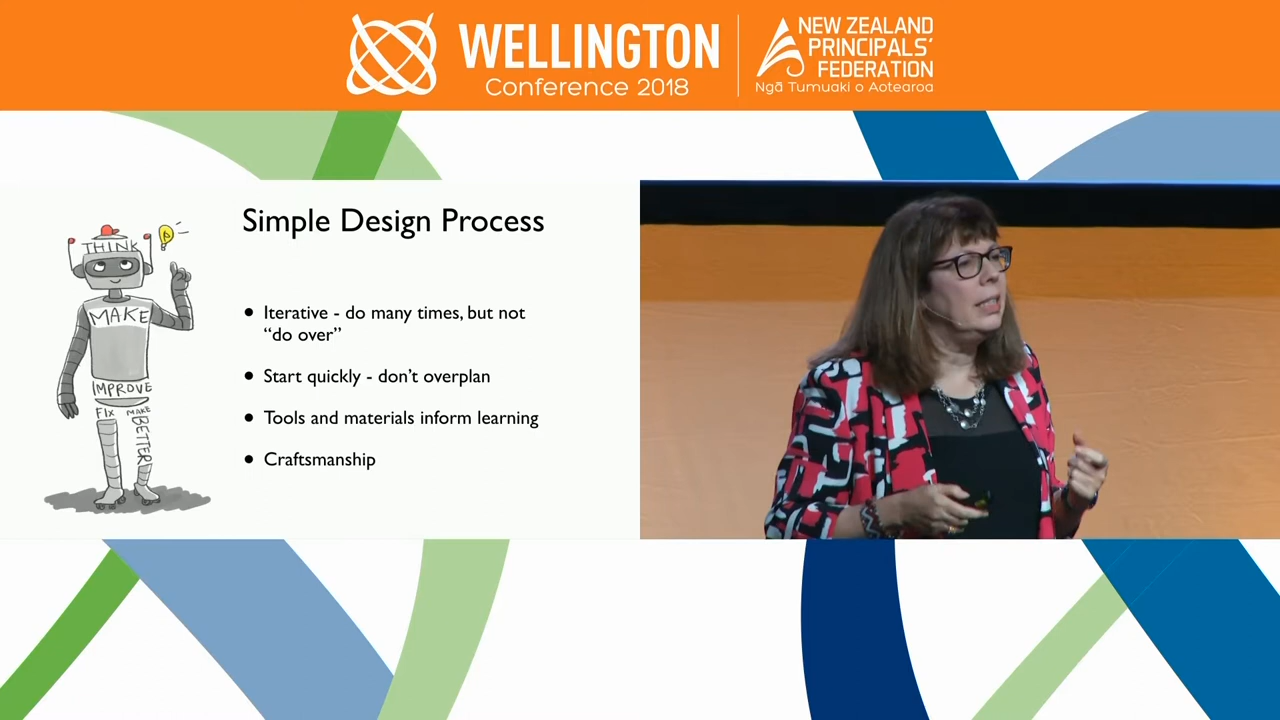 WELLINGTON
Conference 2018
NEW ZEALAND
PRINCIPALS'
FEDERATION
Ngā Tumuaki o Aotearoa
Simple Design Process
THINK
MAKE
IMPROVE
FIX
MAKE
BETTER
• Iterative - do many times, but not
“do over”
• Start quickly - don’t overplan
• Tools and materials inform learning
• Craftsmanship